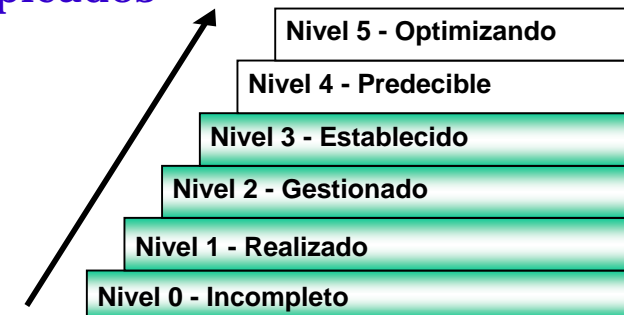 Nivel 5 - Optimizando
Nivel 4 - Predecible
Nivel 3 - Establecido
Nivel 2 - Gestionado
Nivel 1 - Realizado
Nivel 0 - Incompleto